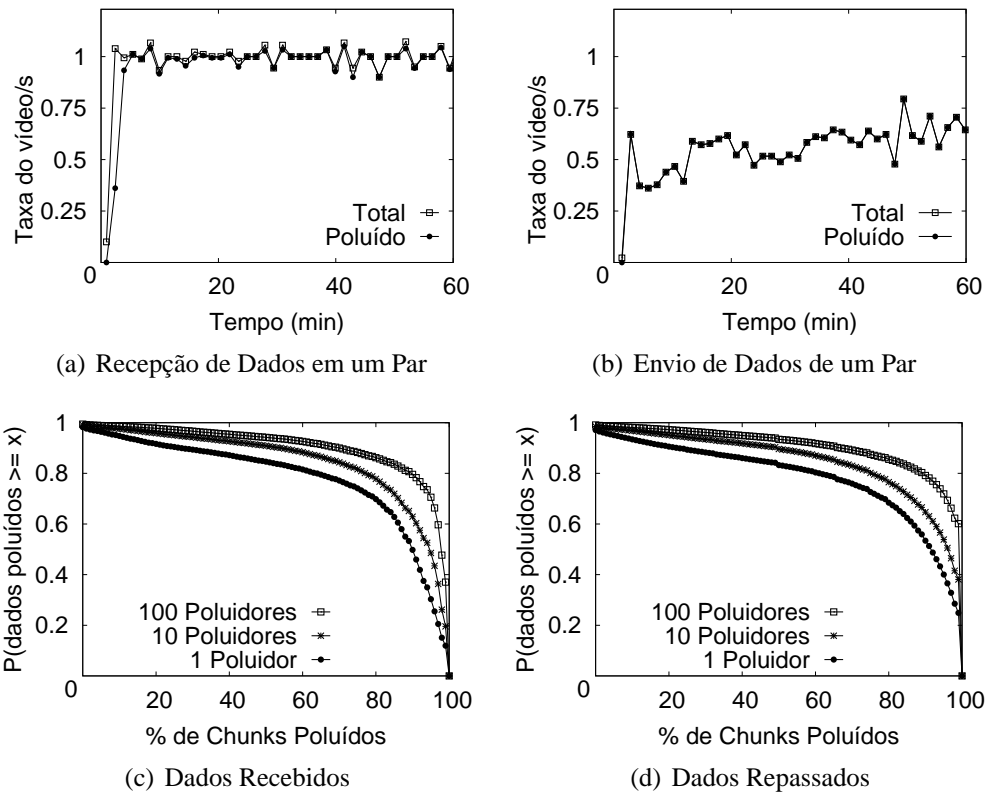 Taxa do vídeo/s
1
0.75
0.5
0.25
0
20
40
60
Total
Poluído
Tempo (min)
(a) Recepção de Dados em um Par
Taxa do vídeo/s
1
0.75
0.5
0.25
0
20
40
60
Total
Poluído
Tempo (min)
(b) Envio de Dados de um Par
P(dados poluídos >= x)
1
0.8
0.6
0.4
0.2
0
20
40
60
80
100
100 Poluidores
10 Poluidores
1 Poluidor
% de Chunks Poluídos
(c) Dados Recebidos
P(dados poluídos >= x)
1
0.8
0.6
0.4
0.2
0
20
40
60
80
100
100 Poluidores
10 Poluidores
1 Poluidor
% de Chunks Poluídos
(d) Dados Repassados